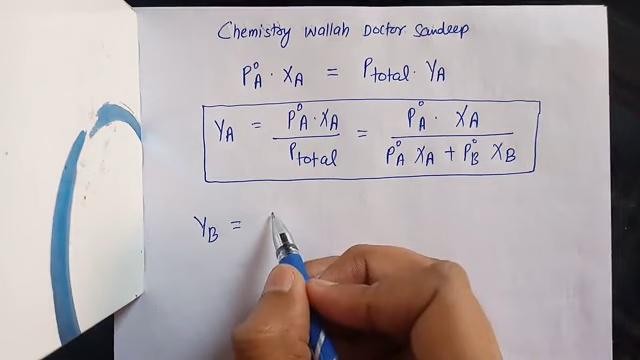 Chemistry Wallah Doctor Sandeep
P°A · XA = Ptotal · YA
YA = P°A · XA / Ptotal = P°A · XA / P°A XA + P°B XB
YB =